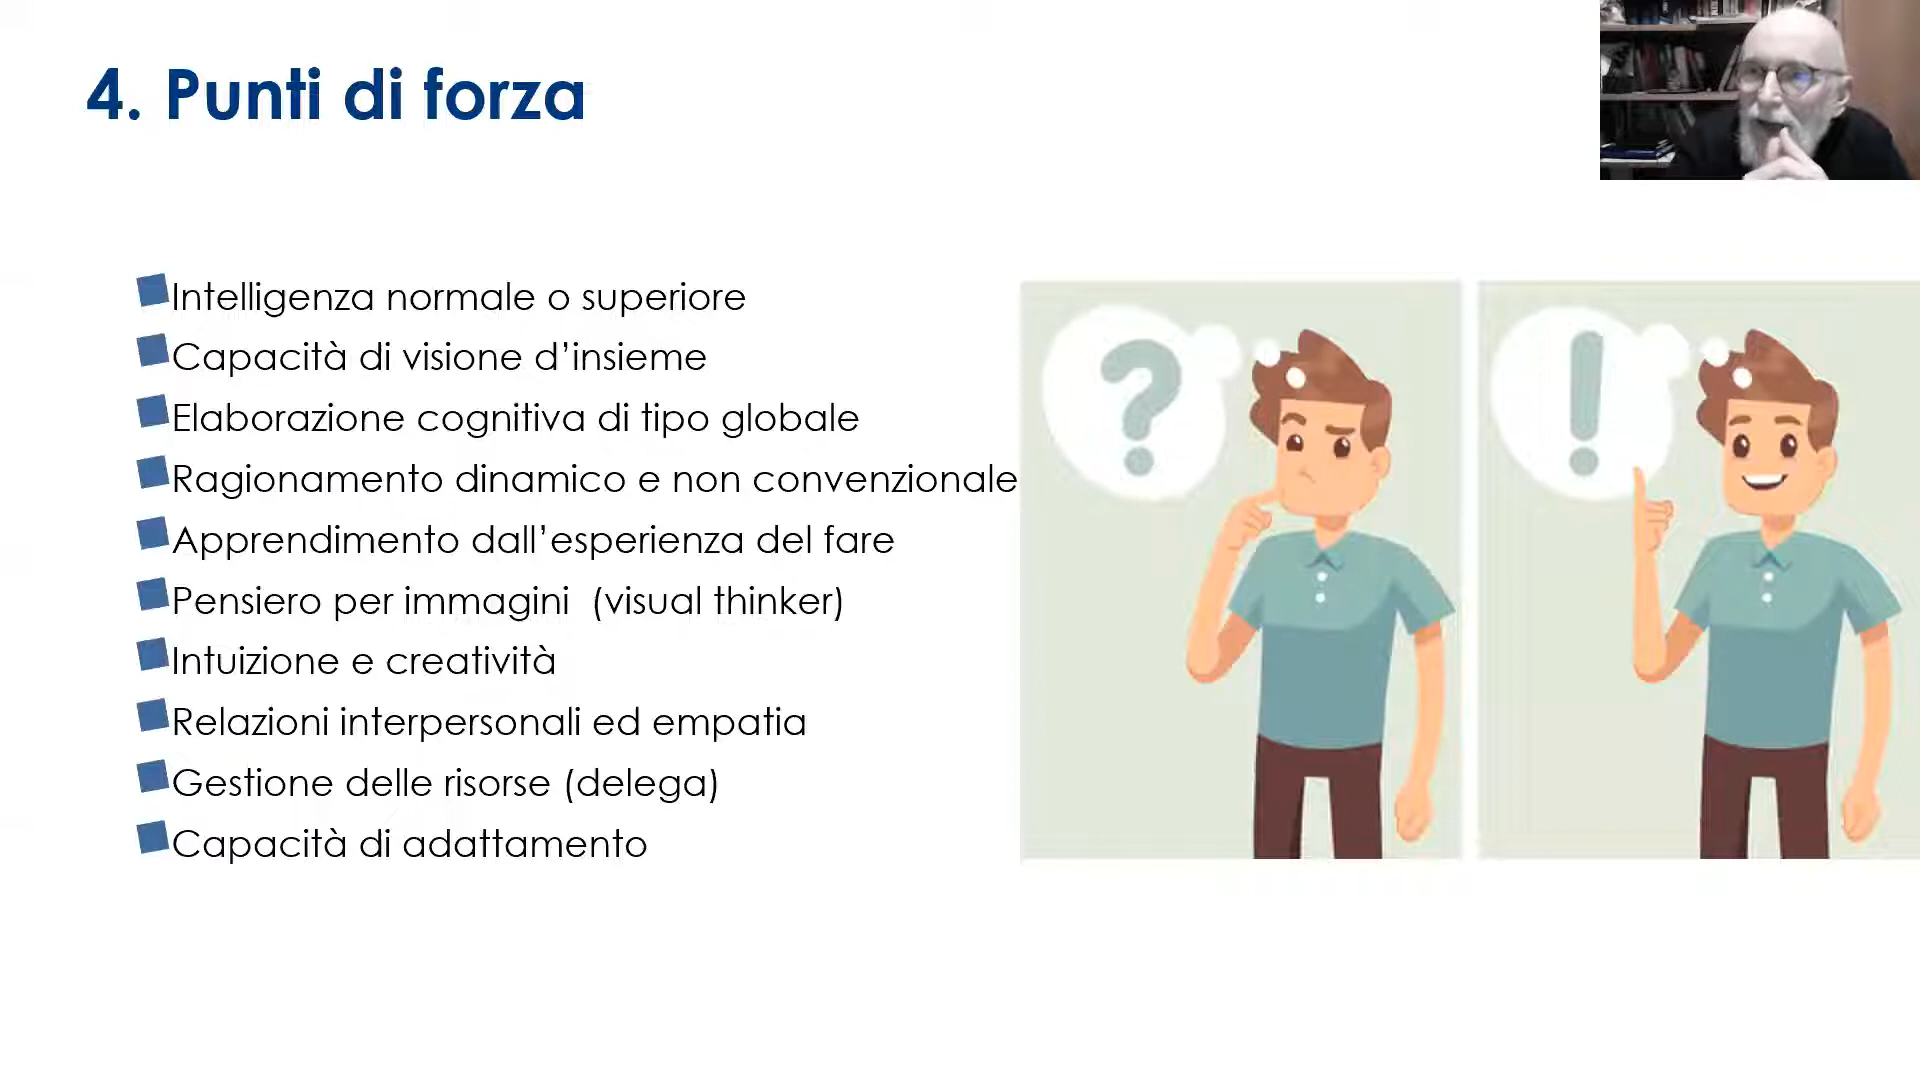 4. Punti di forza
Intelligenza normale o superiore
Capacità di visione d’insieme
Elaborazione cognitiva di tipo globale
Ragionamento dinamico e non convenzionale
Apprendimento dall’esperienza del fare
Pensiero per immagini  (visual thinker)
Intuizione e creatività
Relazioni interpersonali ed empatia
Gestione delle risorse (delega)
Capacità di adattamento
?
!